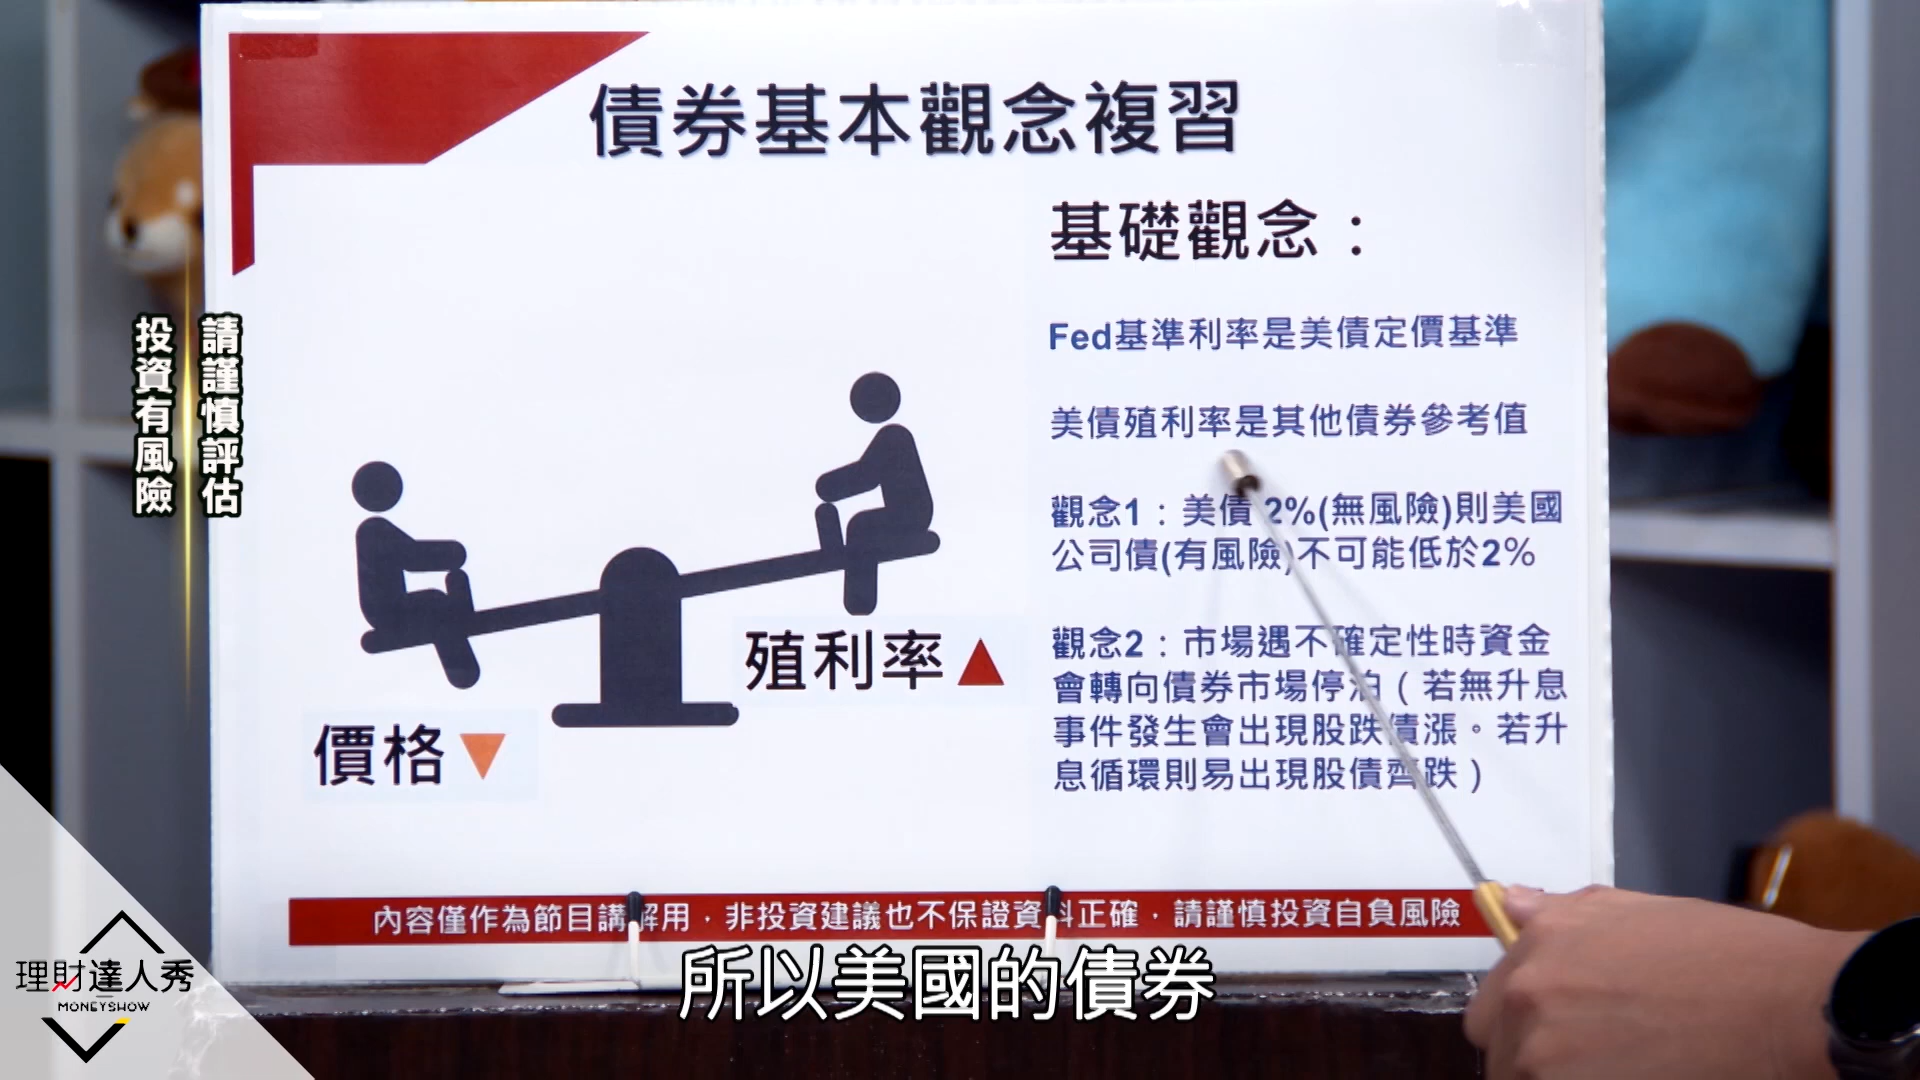 債券基本觀念複習
基礎觀念：
Fed基準利率是美債定價基準
美債殖利率是其他債券參考值
觀念1：美債 2%(無風險)則美國
公司債(有風險)不可能低於2%
觀念2：市場遇不確定性時資金
會轉向債券市場停泊（若無升息
事件發生會出現股跌債漲。若升
息循環則易出現股債齊跌）
殖利率▲
價格▼
請謹慎評估
投資有風險
內容僅作為節目講解用，非投資建議也不保證資料正確，請謹慎投資自負風險
所以美國的債券
理財達人秀
MONEYSHOW